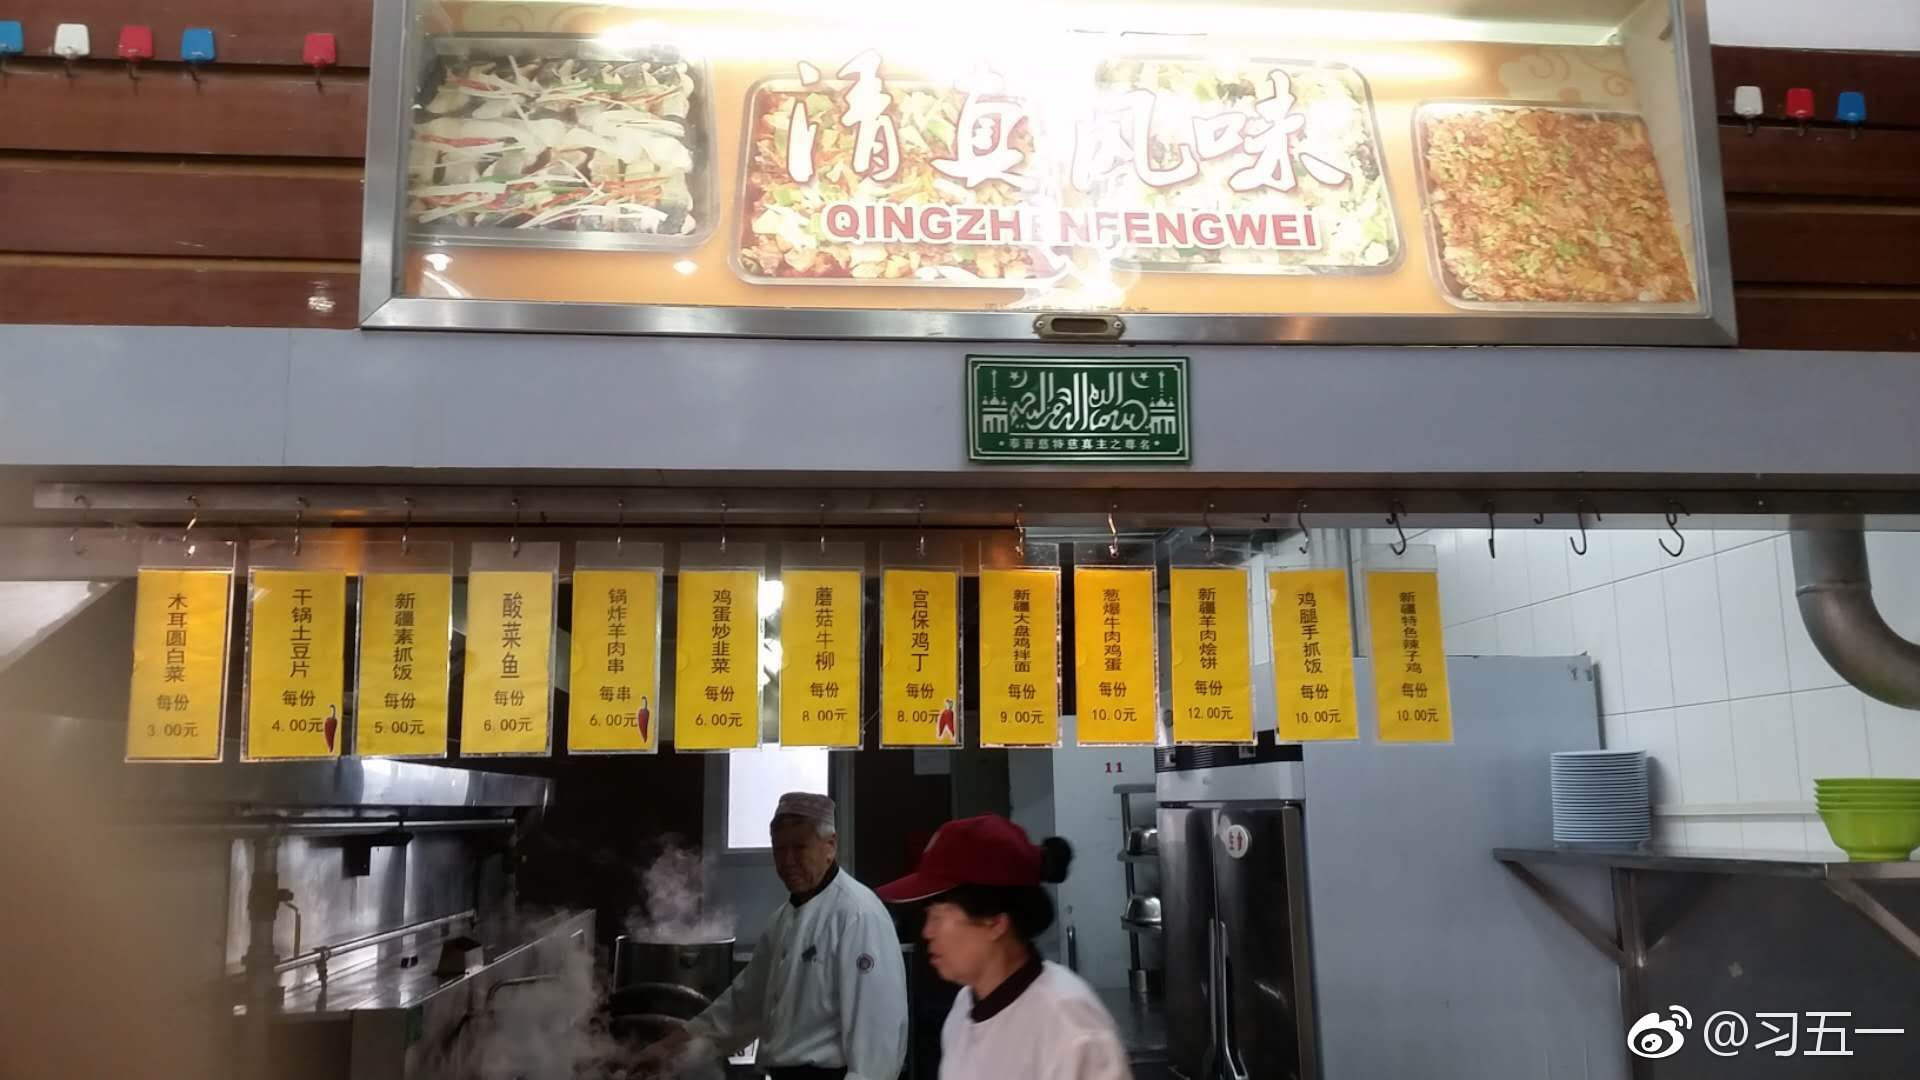 清真风味
QINGZHENFENGWEI
بسم الله الرحمن الرحيم
奉普慈特慈真主之尊名
木耳圆白菜
每份
3.00元
干锅土豆片
每份
4.00元
新疆素抓饭
每份
5.00元
酸菜鱼
每份
6.00元
锅炸羊肉串
每串
6.00元
鸡蛋炒韭菜
每份
6.00元
蘑菇牛柳
每份
8.00元
宫保鸡丁
每份
8.00元
新疆大盘鸡拌面
每份
9.00元
葱爆牛肉鸡蛋
每份
10.0元
新疆羊肉烩饼
每份
12.00元
鸡腿手抓饭
每份
10.00元
新疆特色辣子鸡
每份
10.00元
11
@习五一